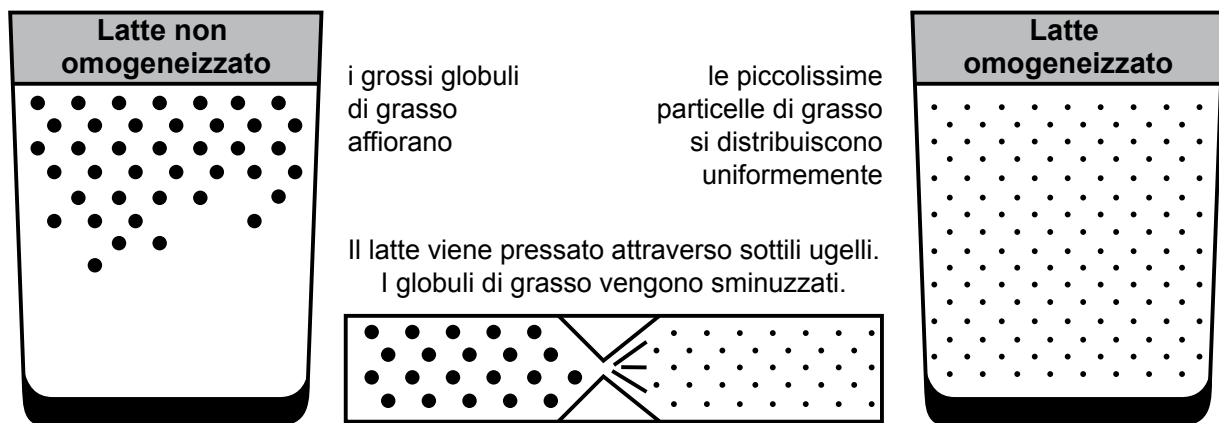 Latte non
omogeneizzato
i grossi globuli
di grasso
affiorano
le piccolissime
particelle di grasso
si distribuiscono
uniformemente
Latte
omogeneizzato
Il latte viene pressato attraverso sottili ugelli.
I globuli di grasso vengono sminuzzati.